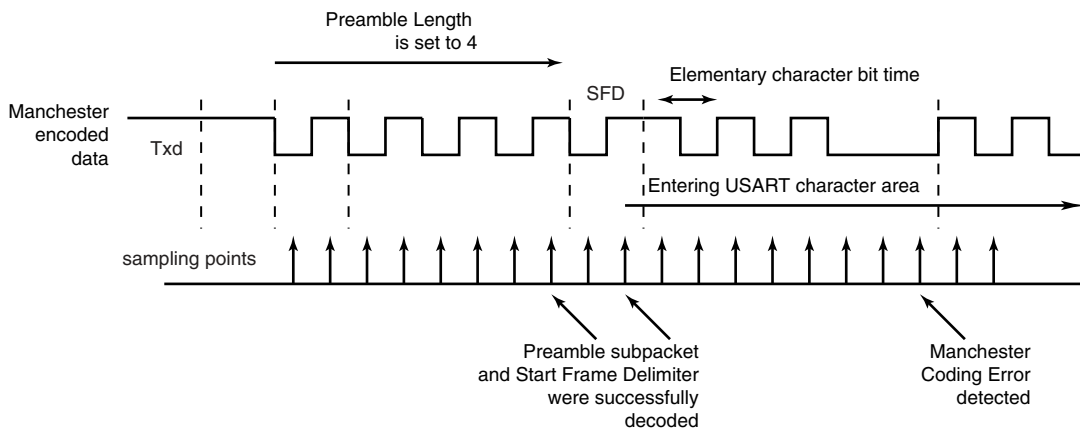 Preamble Length
is set to 4
Elementary character bit time
SFD
Manchester
encoded
data
Txd
Entering USART character area
sampling points
Preamble subpacket
and Start Frame Delimiter
were successfully
decoded
Manchester
Coding Error
detected